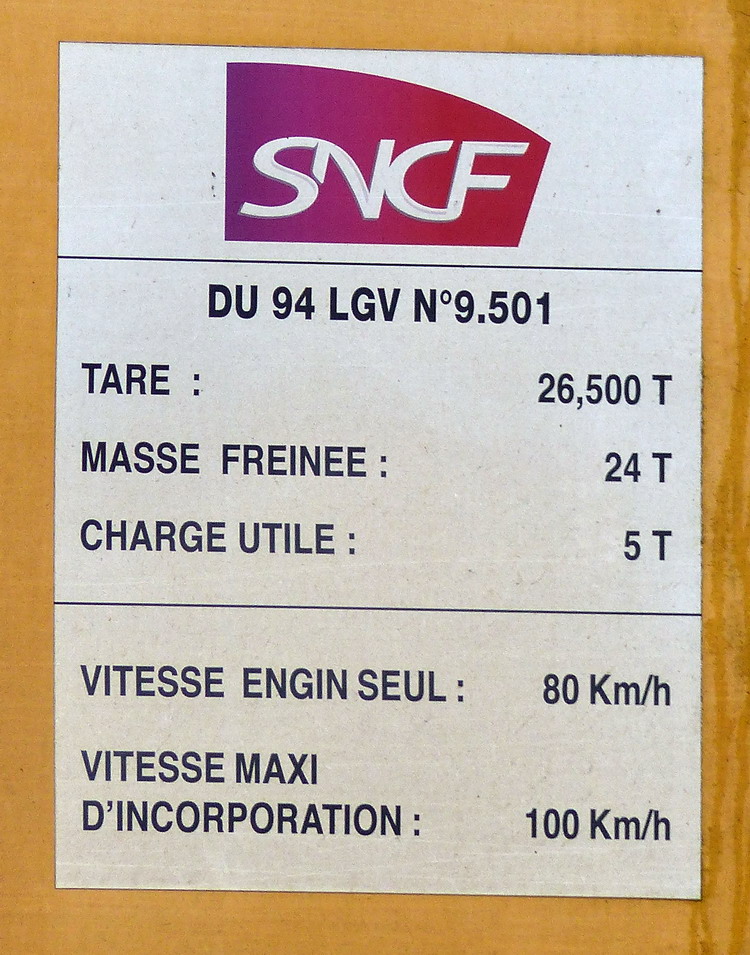 SNCF
DU 94 LGV N°9.501
TARE : 26,500 T
MASSE FREINEE : 24 T
CHARGE UTILE : 5 T
VITESSE ENGIN SEUL : 80 Km/h
VITESSE MAXI
D'INCORPORATION : 100 Km/h